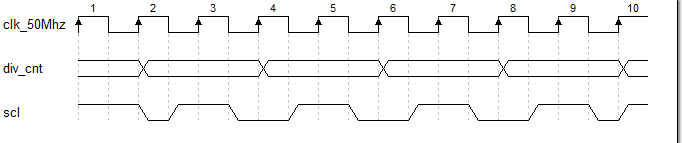 1 2 3 4 5 6 7 8 9 10
clk_50Mhz
div_cnt
scl